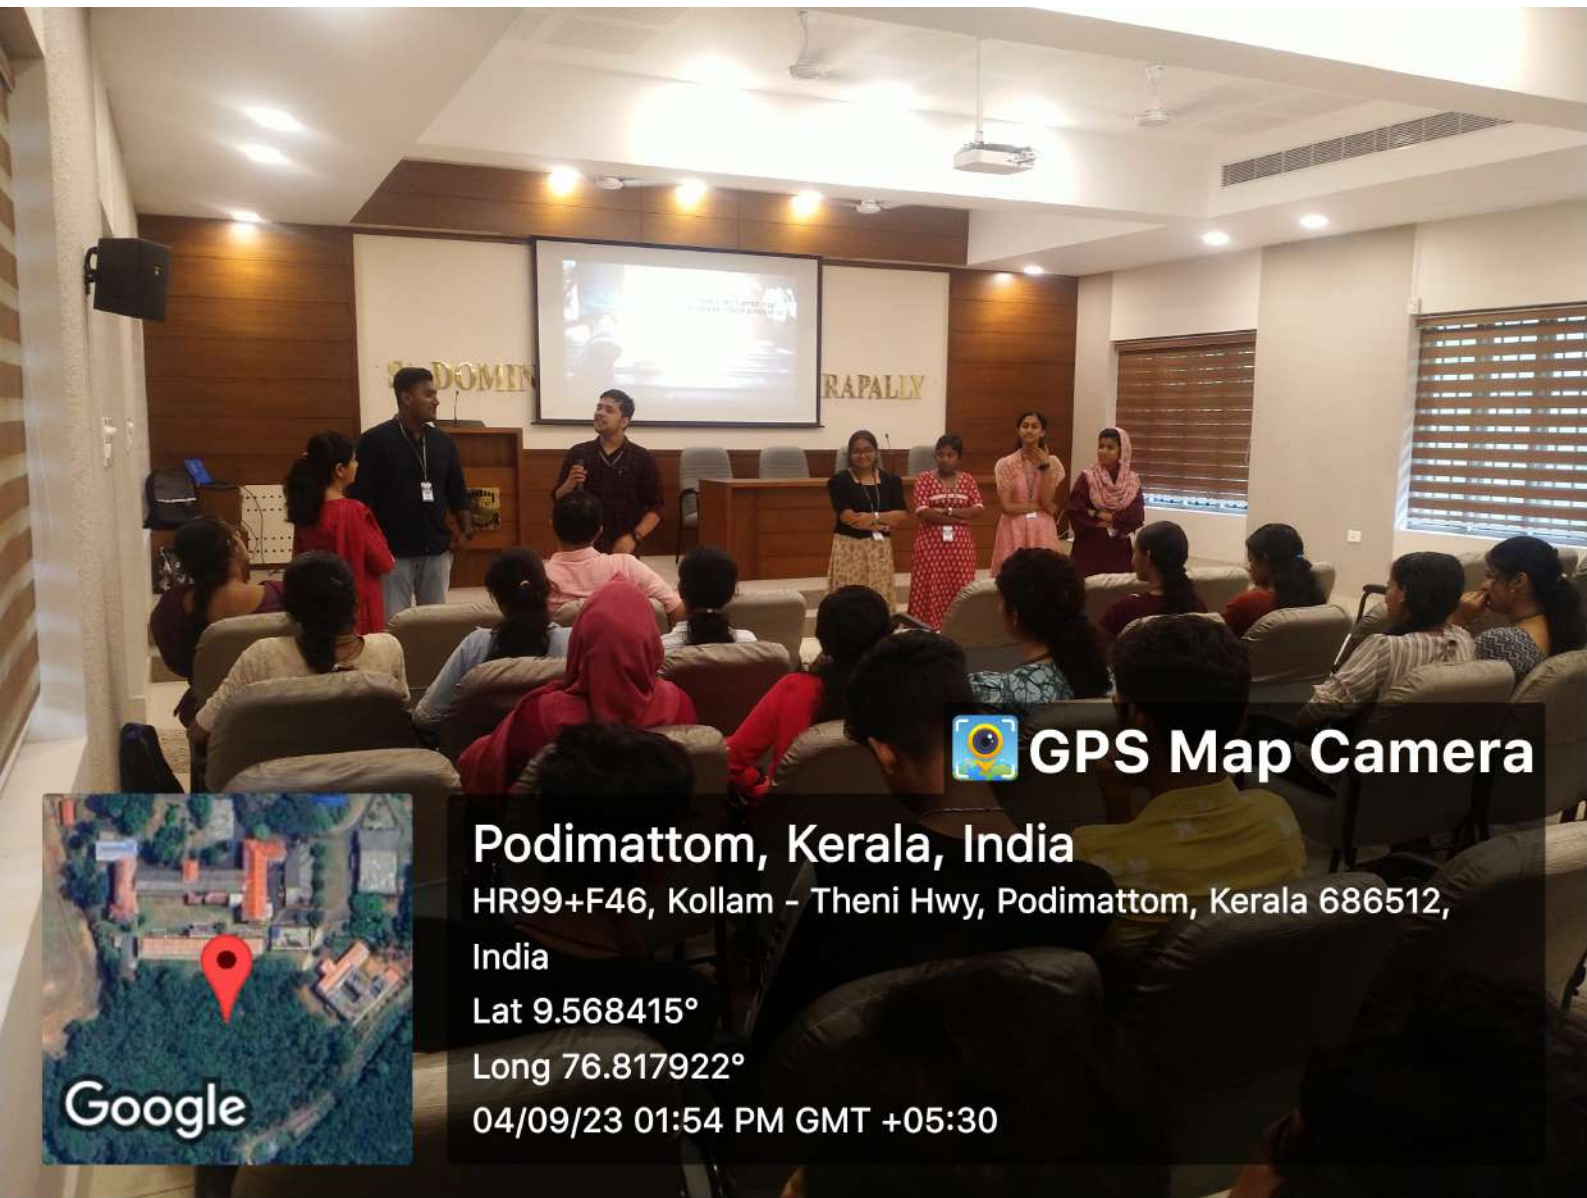 St. DOMIN
RAPALLY
GPS Map Camera
Podimattom, Kerala, India
HR99+F46, Kollam - Theni Hwy, Podimattom, Kerala 686512,
India
Lat 9.568415°
Long 76.817922°
04/09/23 01:54 PM GMT +05:30
Google